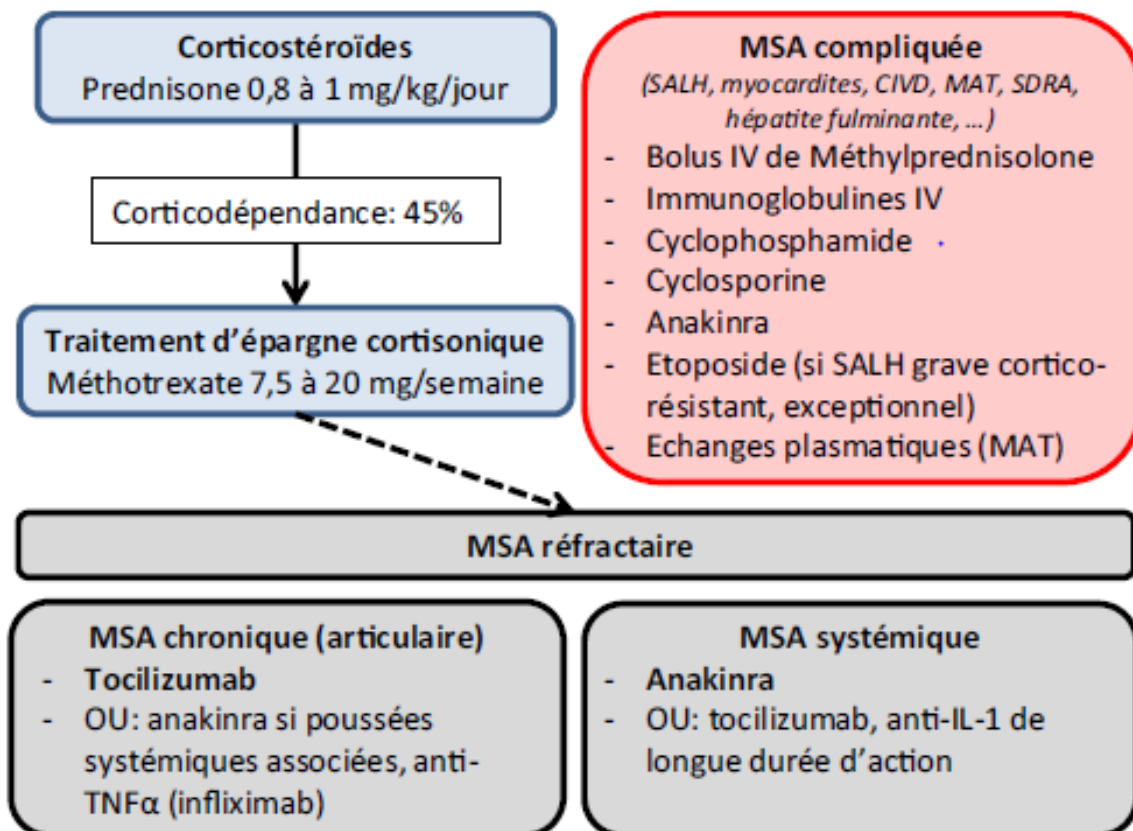 Corticostéroïdes
Prednisone 0,8 à 1 mg/kg/jour
Corticodépendance: 45%
Traitement d’épargne cortisonique
Méthotrexate 7,5 à 20 mg/semaine
MSA compliquée
(SALH, myocardites, CIVD, MAT, SDRA,
hépatite fulminante, ...)
- Bolus IV de Méthylprednisolone
- Immunoglobulines IV
- Cyclophosphamide
- Cyclosporine
- Anakinra
- Etoposide (si SALH grave cortico-
résistant, exceptionnel)
- Echanges plasmatiques (MAT)
MSA réfractaire
MSA chronique (articulaire)
- Tocilizumab
- OU: anakinra si poussées
systémiques associées, anti-
TNFα (infliximab)
MSA systémique
- Anakinra
- OU: tocilizumab, anti-IL-1 de
longue durée d’action